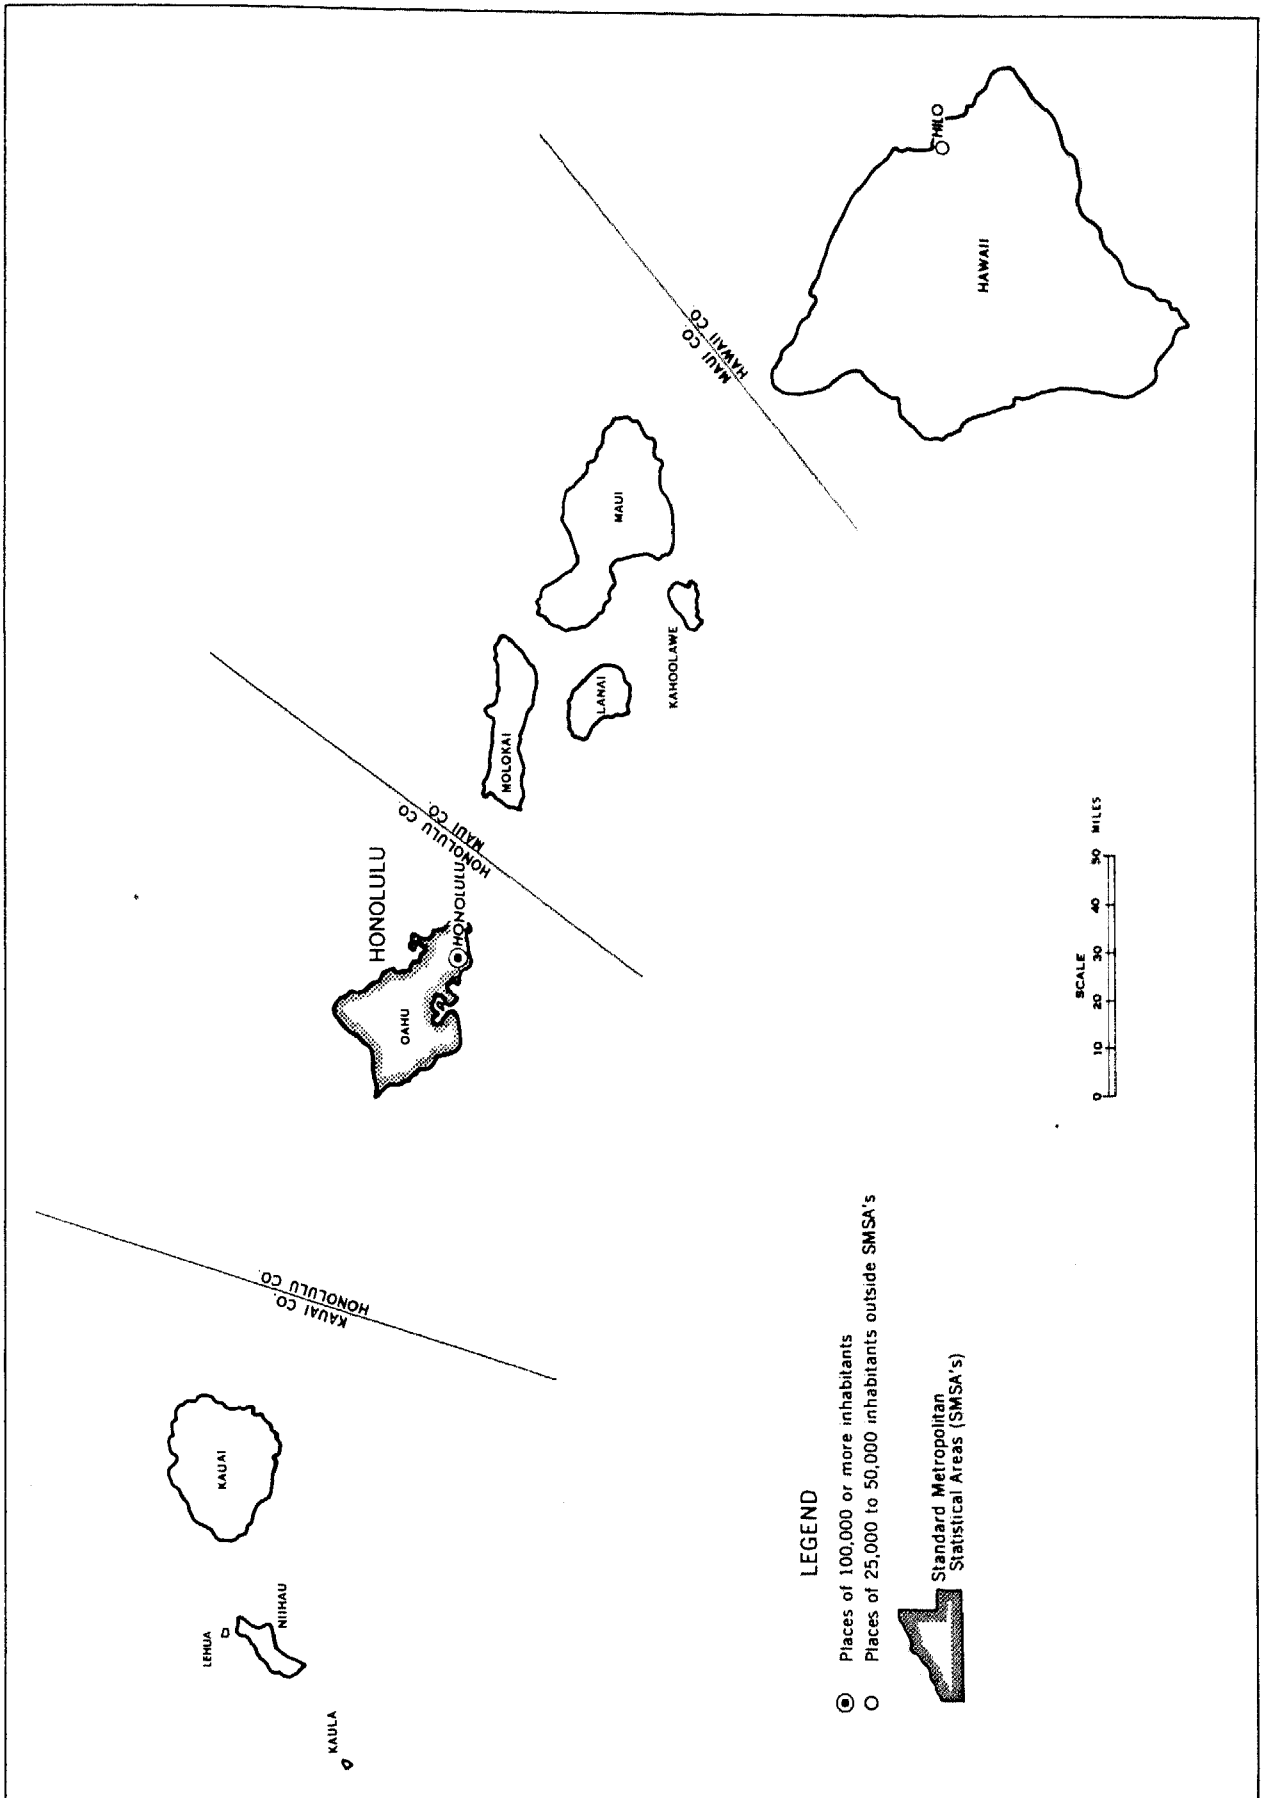 LEHUA
NIIHAU
KAULA
KAUAI
KAUAI CO.
HONOLULU CO.
HONOLULU
OAHU
HONOLULU
HONOLULU CO.
MAUI CO.
MOLOKAI
LANAI
MAUI
KAHOOLAWE
MAUI CO.
HAWAII CO.
HILO
HAWAII
LEGEND
Places of 100,000 or more inhabitants
Places of 25,000 to 50,000 inhabitants outside SMSA's
Standard Metropolitan
Statistical Areas (SMSA's)
SCALE
0 10 20 30 40 50 MILES